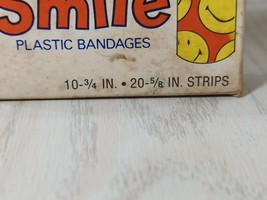 Smile
PLASTIC BANDAGES
10-3/4 IN. • 20-5/8 IN. STRIPS